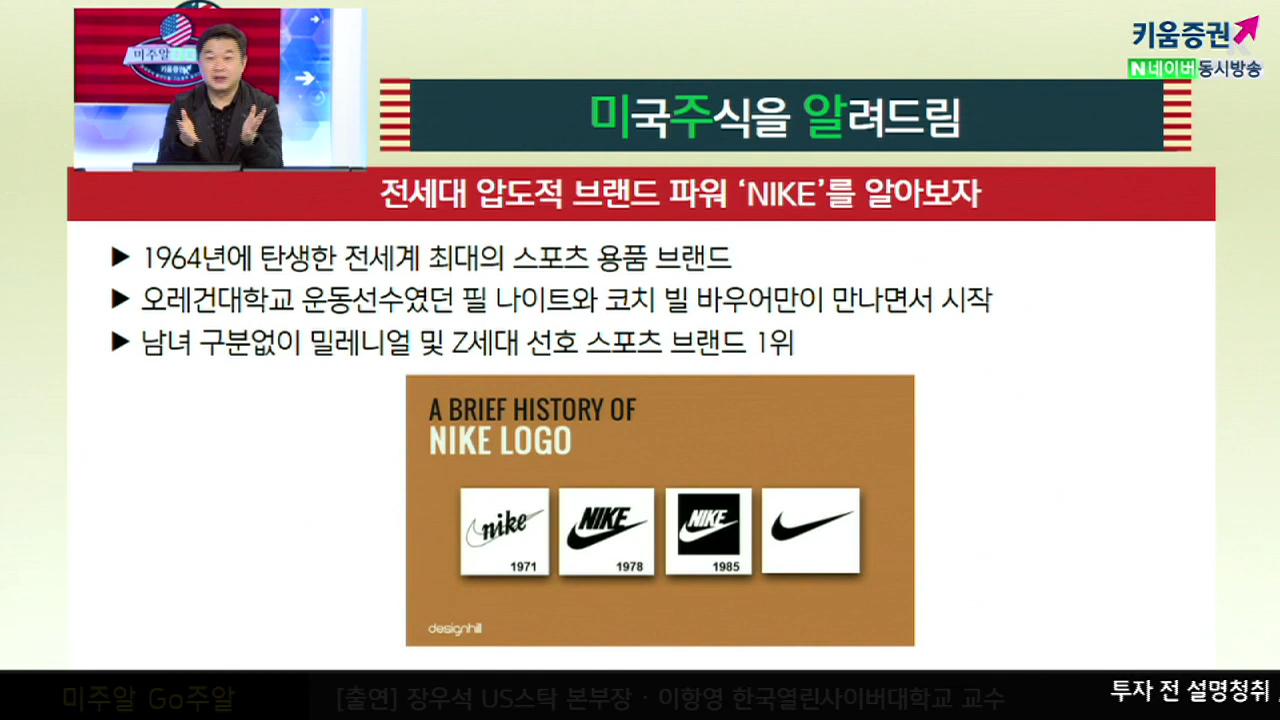 미주알
키움증권
키움증권
N 네이버 동시방송
미국주식을 알려드림
전세대 압도적 브랜드 파워 ‘NIKE’를 알아보자
▶ 1964년에 탄생한 전세계 최대의 스포츠 용품 브랜드
▶ 오레건대학교 운동선수였던 필 나이트와 코치 빌 바우어만이 만나면서 시작
▶ 남녀 구분없이 밀레니얼 및 Z세대 선호 스포츠 브랜드 1위
A BRIEF HISTORY OF
NIKE LOGO
nike
NIKE
NIKE
1971
1978
1985
designhill
미주알 Go주알
[출연] 장우석 US스탁 본부장 · 이항영 한국열린사이버대학교 교수
투자 전 설명청취